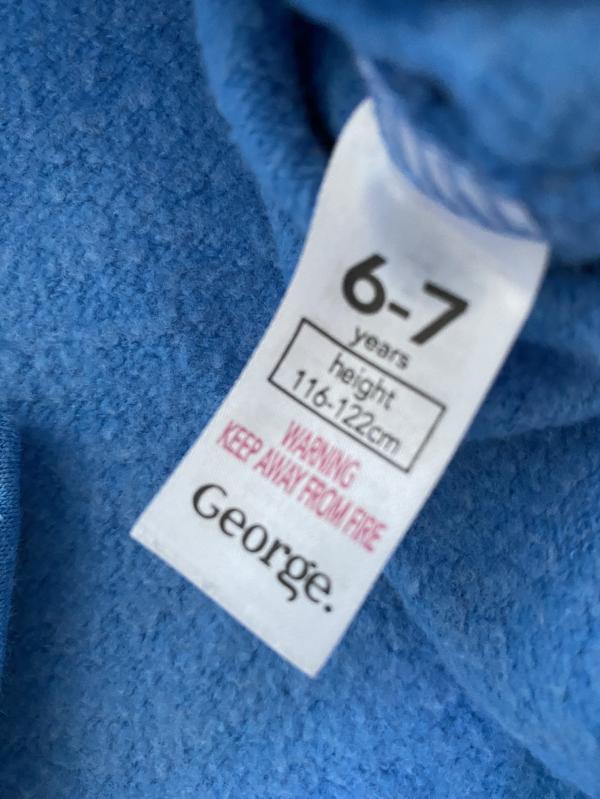 6-7
years
height
116-122cm
WARNING
KEEP AWAY FROM FIRE
George.